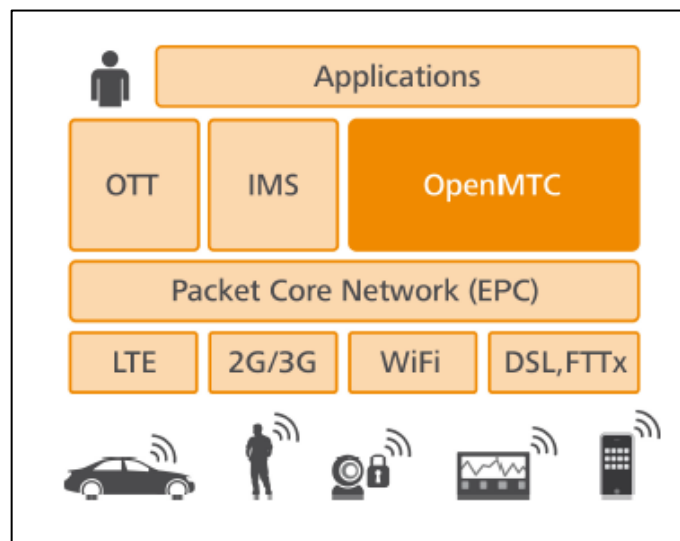 Applications
OTT
IMS
OpenMTC
Packet Core Network (EPC)
LTE
2G/3G
WiFi
DSL,FTTx